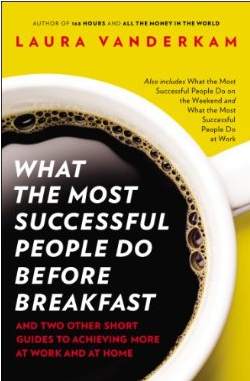 AUTHOR OF 168 HOURS AND ALL THE MONEY IN THE WORLD
LAURA VANDERKAM
Also includes What the Most
Successful People Do on
the Weekend and
What the Most
Successful
People Do
at Work
WHAT
THE MOST
SUCCESSFUL
PEOPLE DO
BEFORE
BREAKFAST
AND TWO OTHER SHORT
GUIDES TO ACHIEVING MORE
AT WORK AND AT HOME